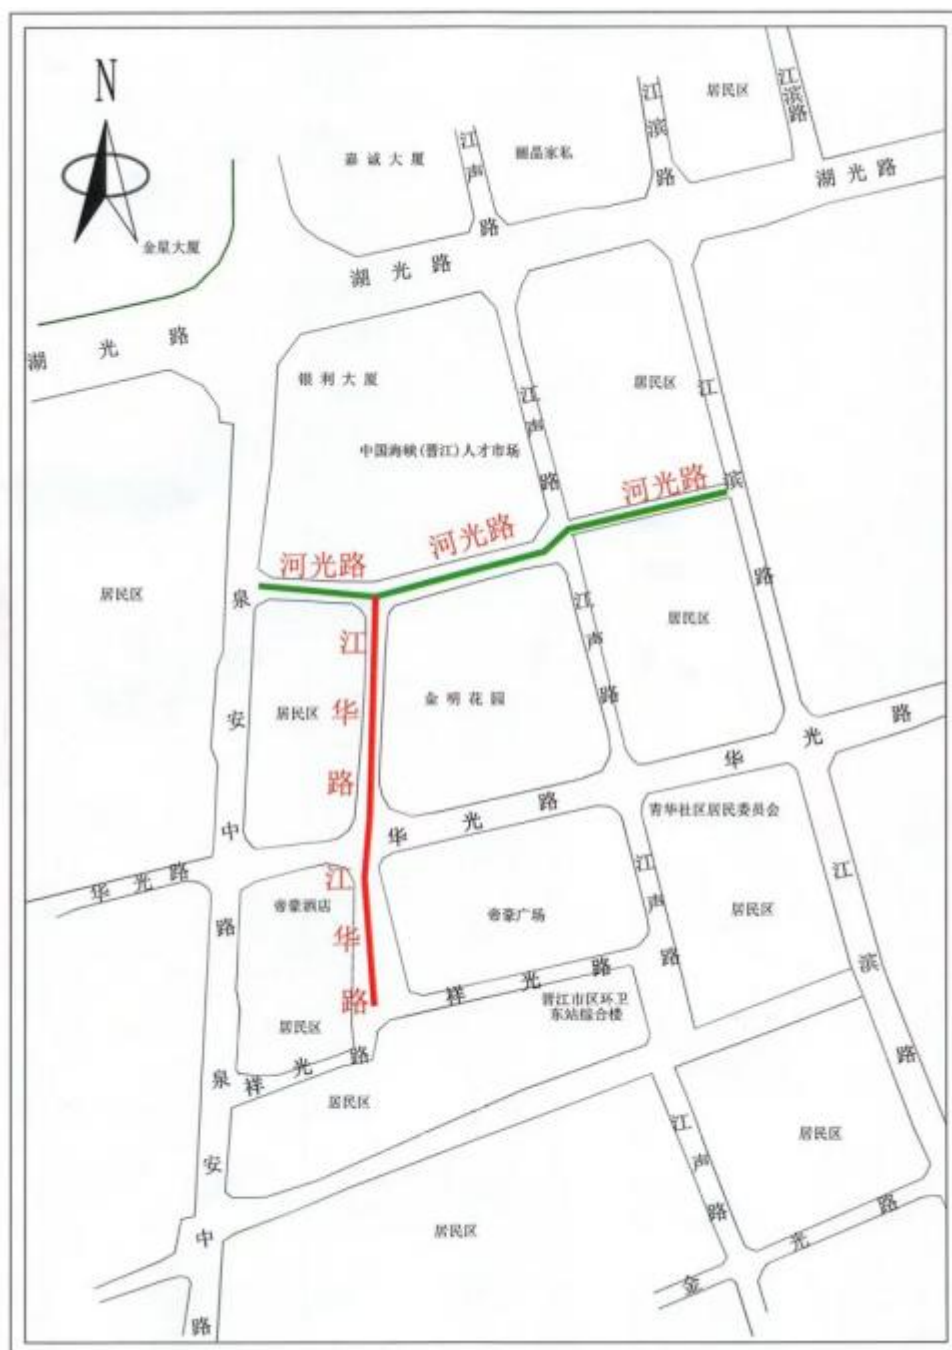 N
江滨路
居民区
江滨路
嘉诚大厦
江声路
丽晶家私
湖光路
金星大厦
湖光路
湖光路
银利大厦
江声路
居民区
江滨路
中国海峡(晋江)人才市场
河光路
河光路
河光路
居民区
泉安中路
江华路
居民区
金明花园
江声路
居民区
华光路
华光路
青华社区居民委员会
华光路
江华路
帝豪酒店
帝豪广场
江声路
居民区
江滨路
祥光路
晋江市区环卫
东站综合楼
居民区
祥光路
泉安中路
居民区
江声路
居民区
居民区
金光路